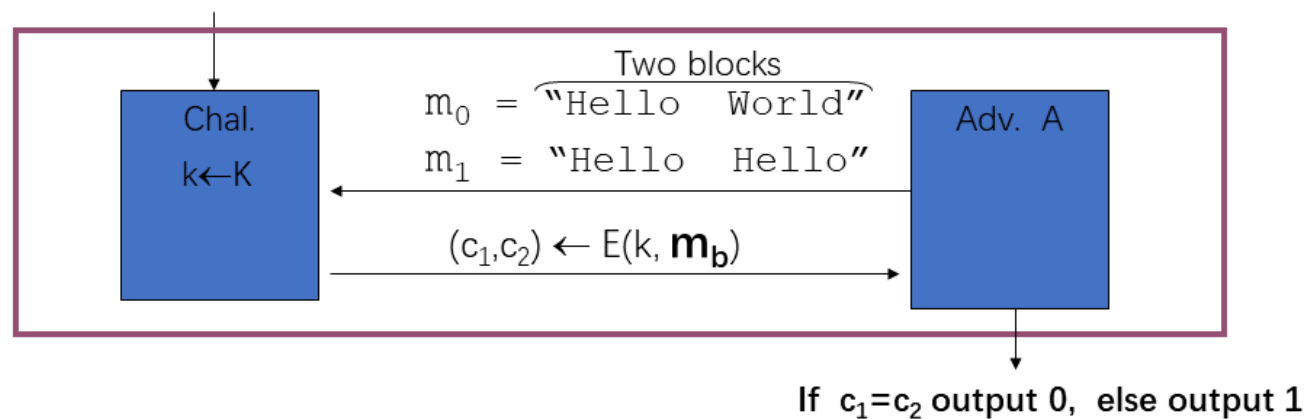 Two blocks
Chal.
k←K
m₀ = “Hello World”
m₁ = “Hello Hello”
Adv. A
(c₁,c₂) ← E(k, m_b)
If c₁=c₂ output 0, else output 1